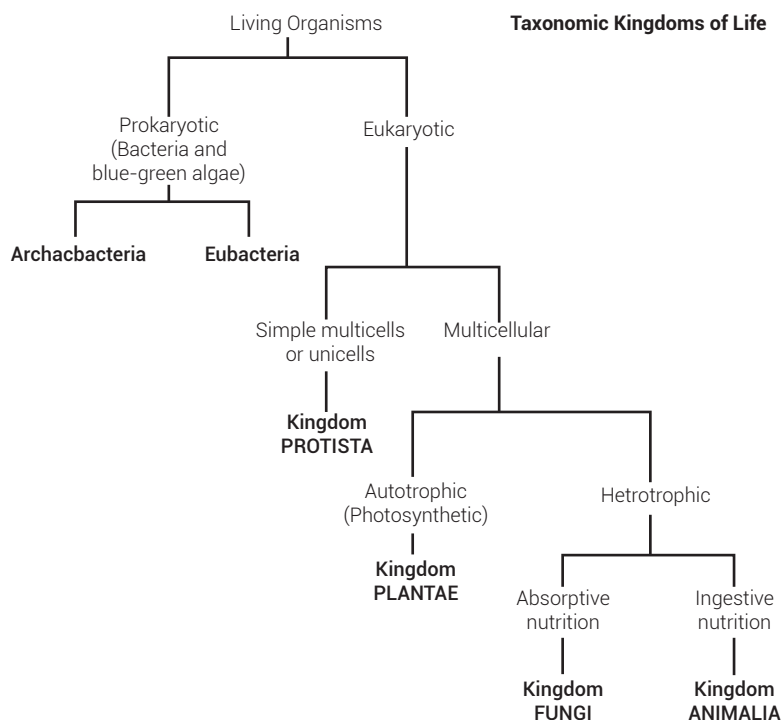 Living Organisms
Taxonomic Kingdoms of Life
Prokaryotic
(Bacteria and
blue-green algae)
Eukaryotic
Archacbacteria
Eubacteria
Simple multicells
or unicells
Multicellular
Kingdom
PROTISTA
Autotrophic
(Photosynthetic)
Hetrotrophic
Kingdom
PLANTAE
Absorptive
nutrition
Ingestive
nutrition
Kingdom
FUNGI
Kingdom
ANIMALIA